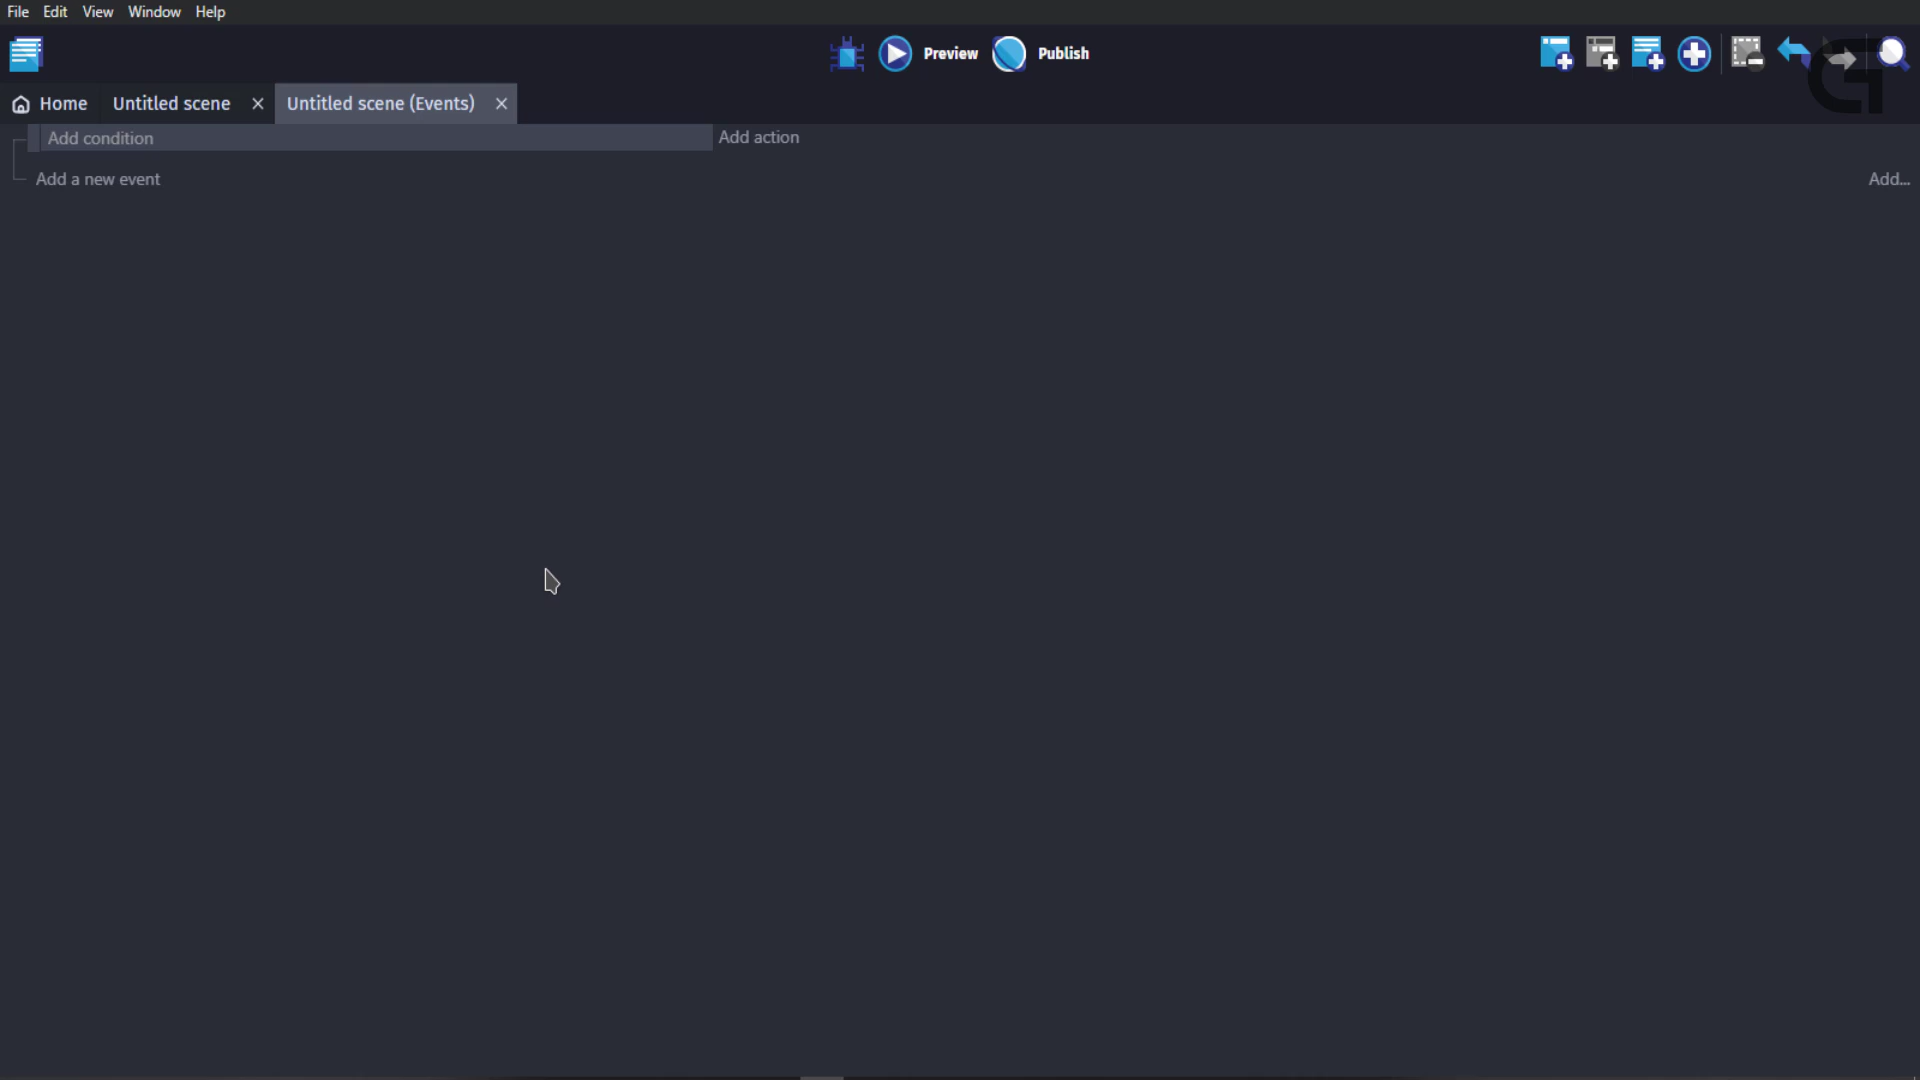 File Edit View Window Help
Preview Publish
Home Untitled scene Untitled scene (Events)
Add condition Add action
Add a new event Add...